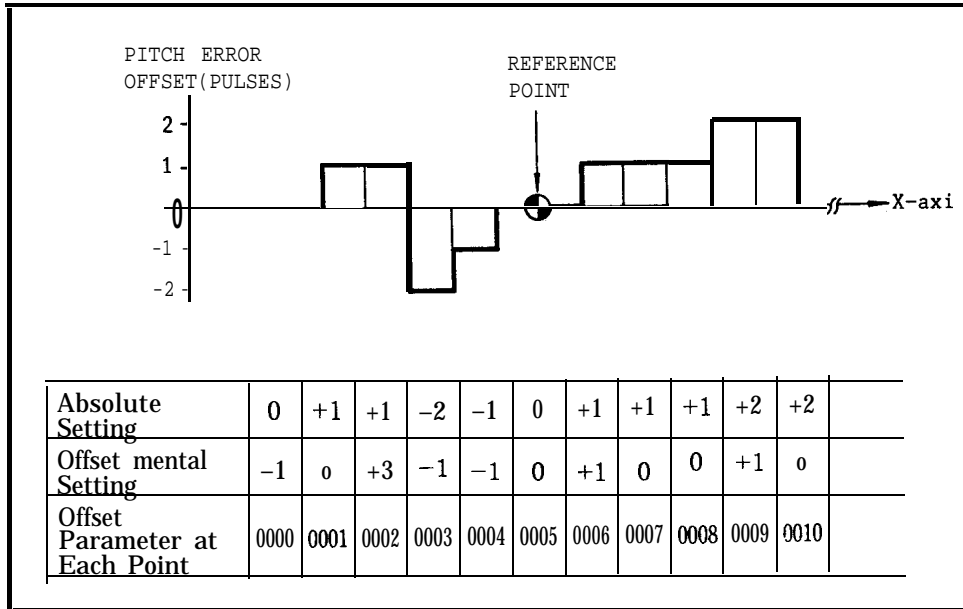 PITCH ERROR
OFFSET(PULSES)
REFERENCE
POINT
2
1
0
-1
-2
X-axi
Absolute
Setting
0 +1 +1 -2 -1 0 +1 +1 +1 +2 +2
Offset mental
Setting
-1 0 +3 -1 -1 0 +1 0 0 +1 0
Offset
Parameter at
Each Point
0000 0001 0002 0003 0004 0005 0006 0007 0008 0009 0010